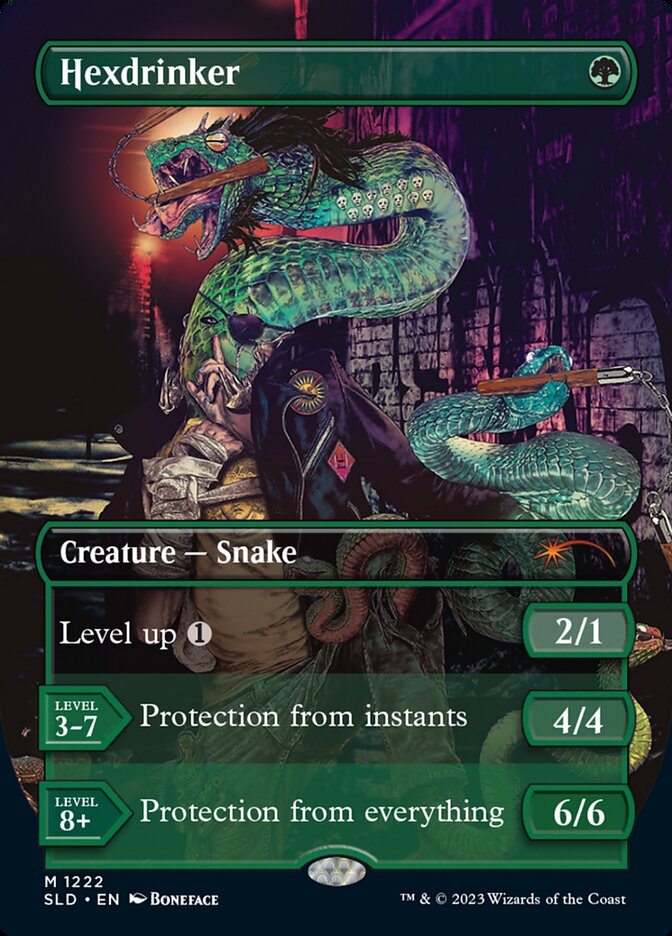 Hexdrinker
Creature — Snake
Level up 1
2/1
LEVEL
3-7
Protection from instants
4/4
LEVEL
8+
Protection from everything
6/6
M 1222
SLD • EN Boneface
™ & © 2023 Wizards of the Coast